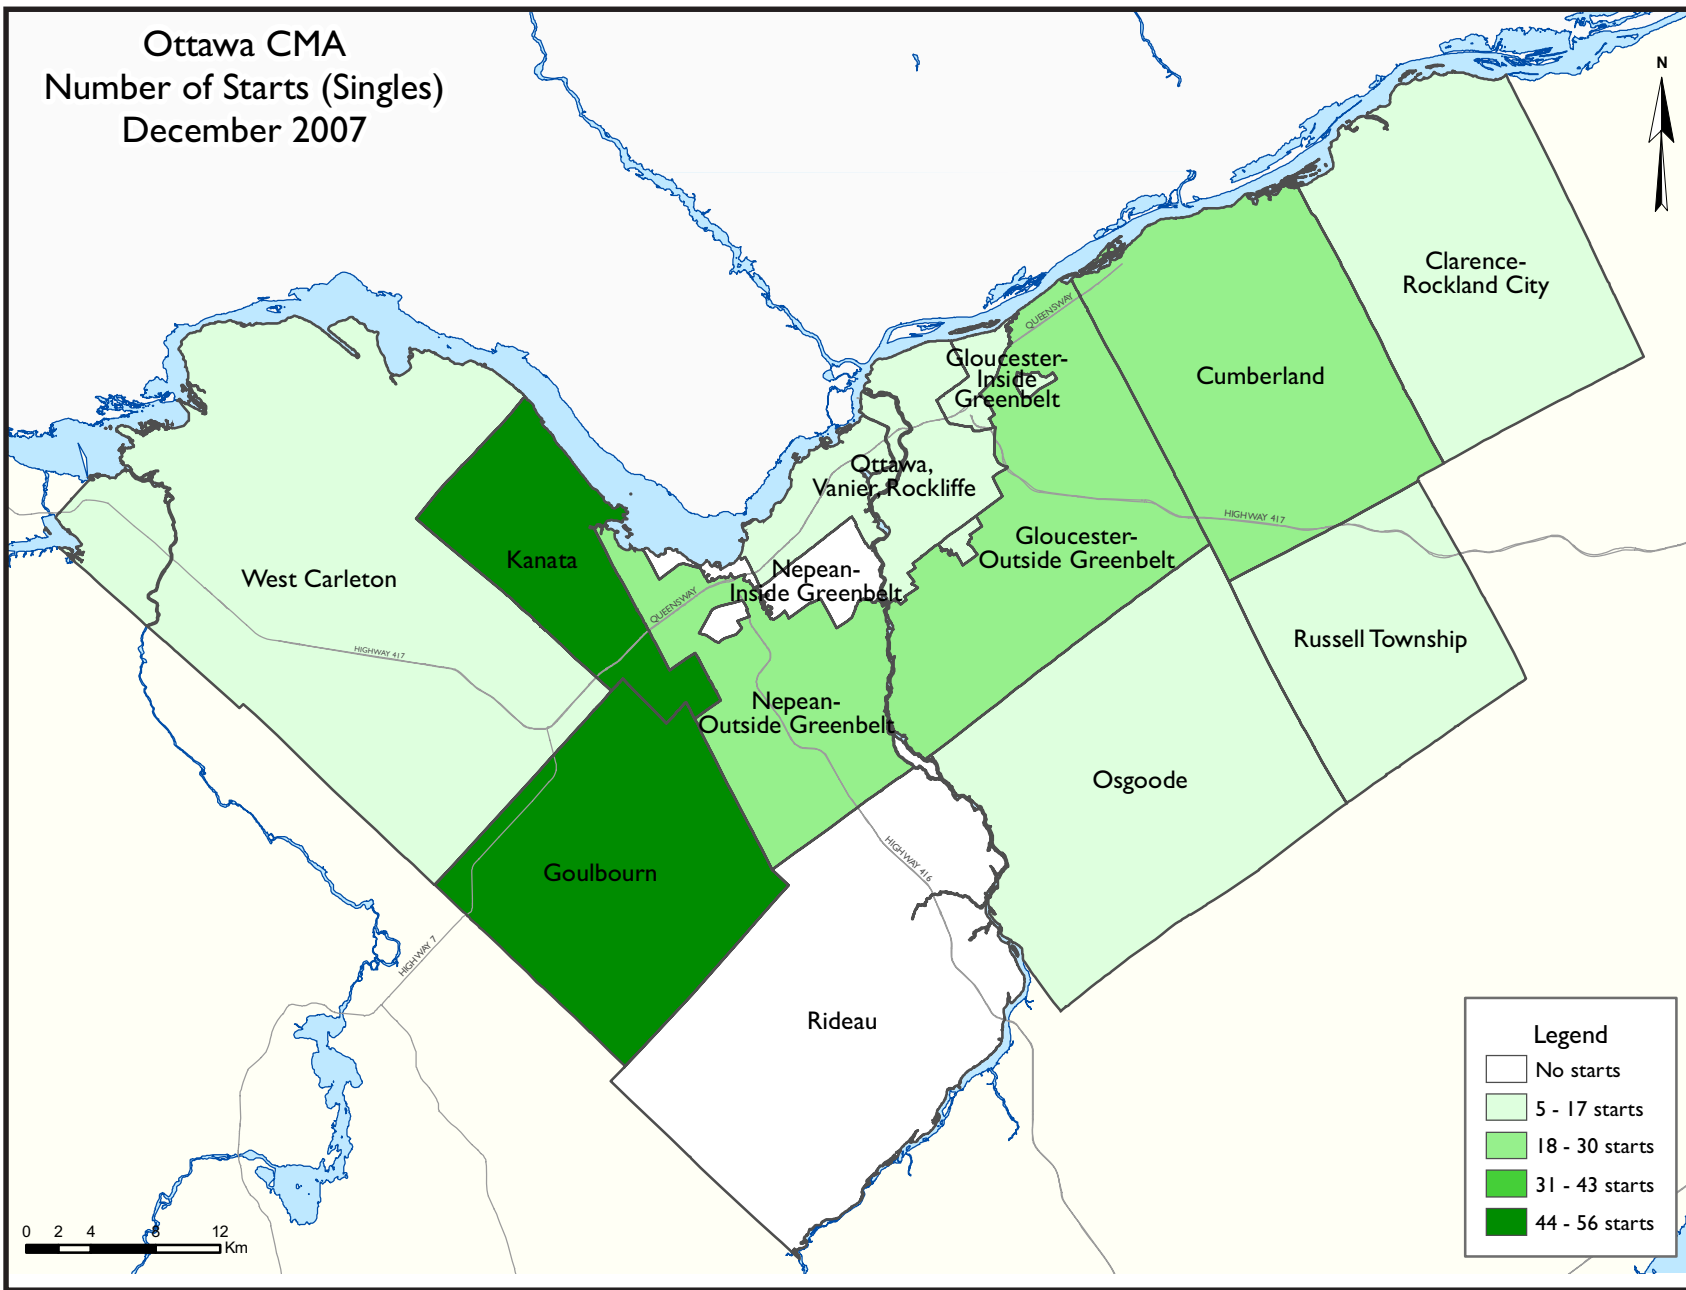 Ottawa CMA
Number of Starts (Singles)
December 2007
N
Clarence-
Rockland City
QUEENSWAY
Gloucester-
Inside
Greenbelt
Cumberland
Ottawa,
Vanier, Rockliffe
HIGHWAY 417
Gloucester-
Outside Greenbelt
Kanata
West Carleton
Nepean-
Inside Greenbelt
QUEENSWAY
Russell Township
HIGHWAY 417
Nepean-
Outside Greenbelt
Osgoode
HIGHWAY 416
Goulbourn
HIGHWAY 7
Rideau
Legend
No starts
5 - 17 starts
18 - 30 starts
31 - 43 starts
44 - 56 starts
0 2 4 8 12
Km